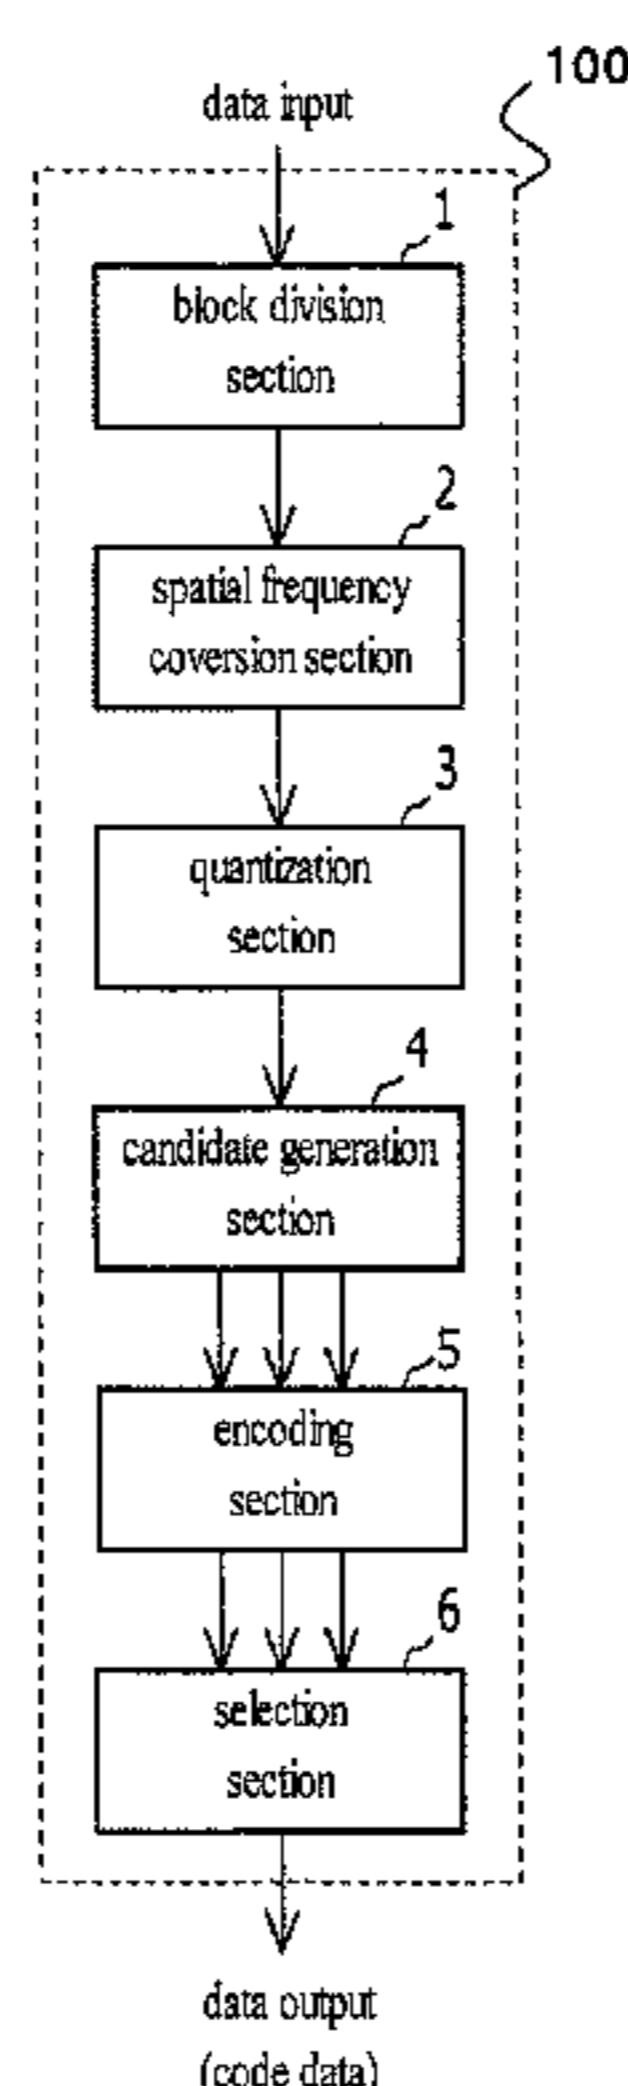 100
data input
1
block division
section
2
spatial frequency
coversion section
3
quantization
section
4
candidate generation
section
5
encoding
section
6
selection
section
data output
(code data)